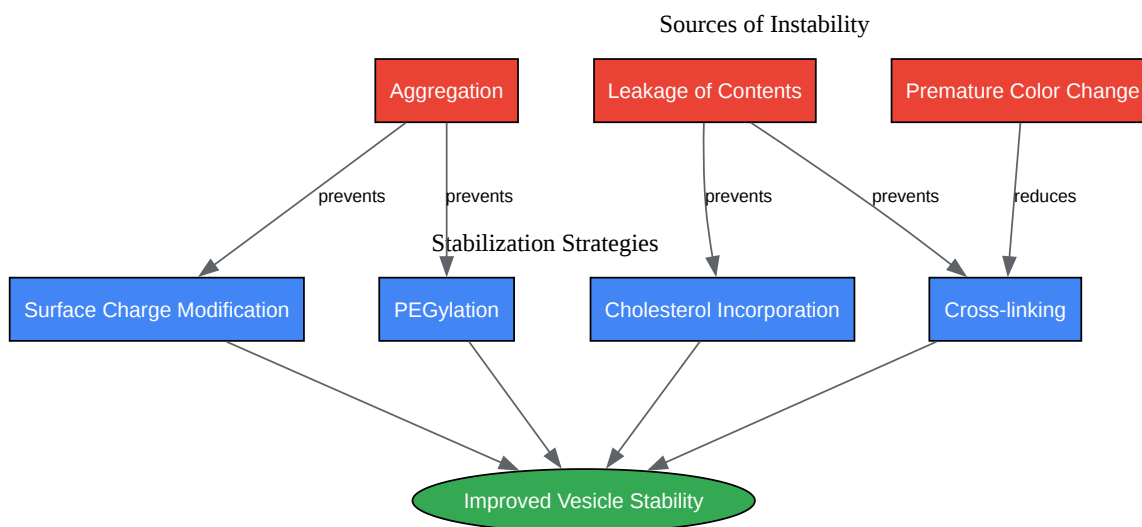 Sources of Instability
Aggregation
Leakage of Contents
Premature Color Change
prevents
prevents
prevents
prevents
reduces
Stabilization Strategies
Surface Charge Modification
PEGylation
Cholesterol Incorporation
Cross-linking
Improved Vesicle Stability